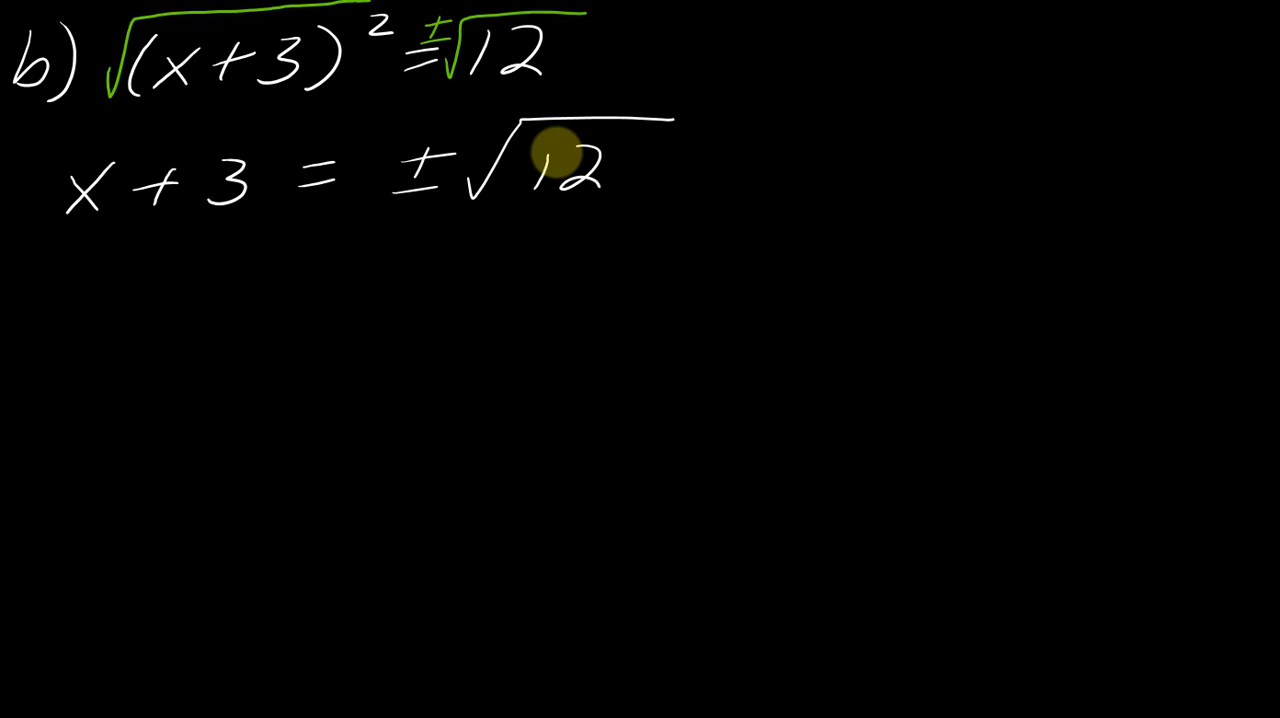 b) √(x+3)² = ±√12
x + 3 = ±√12